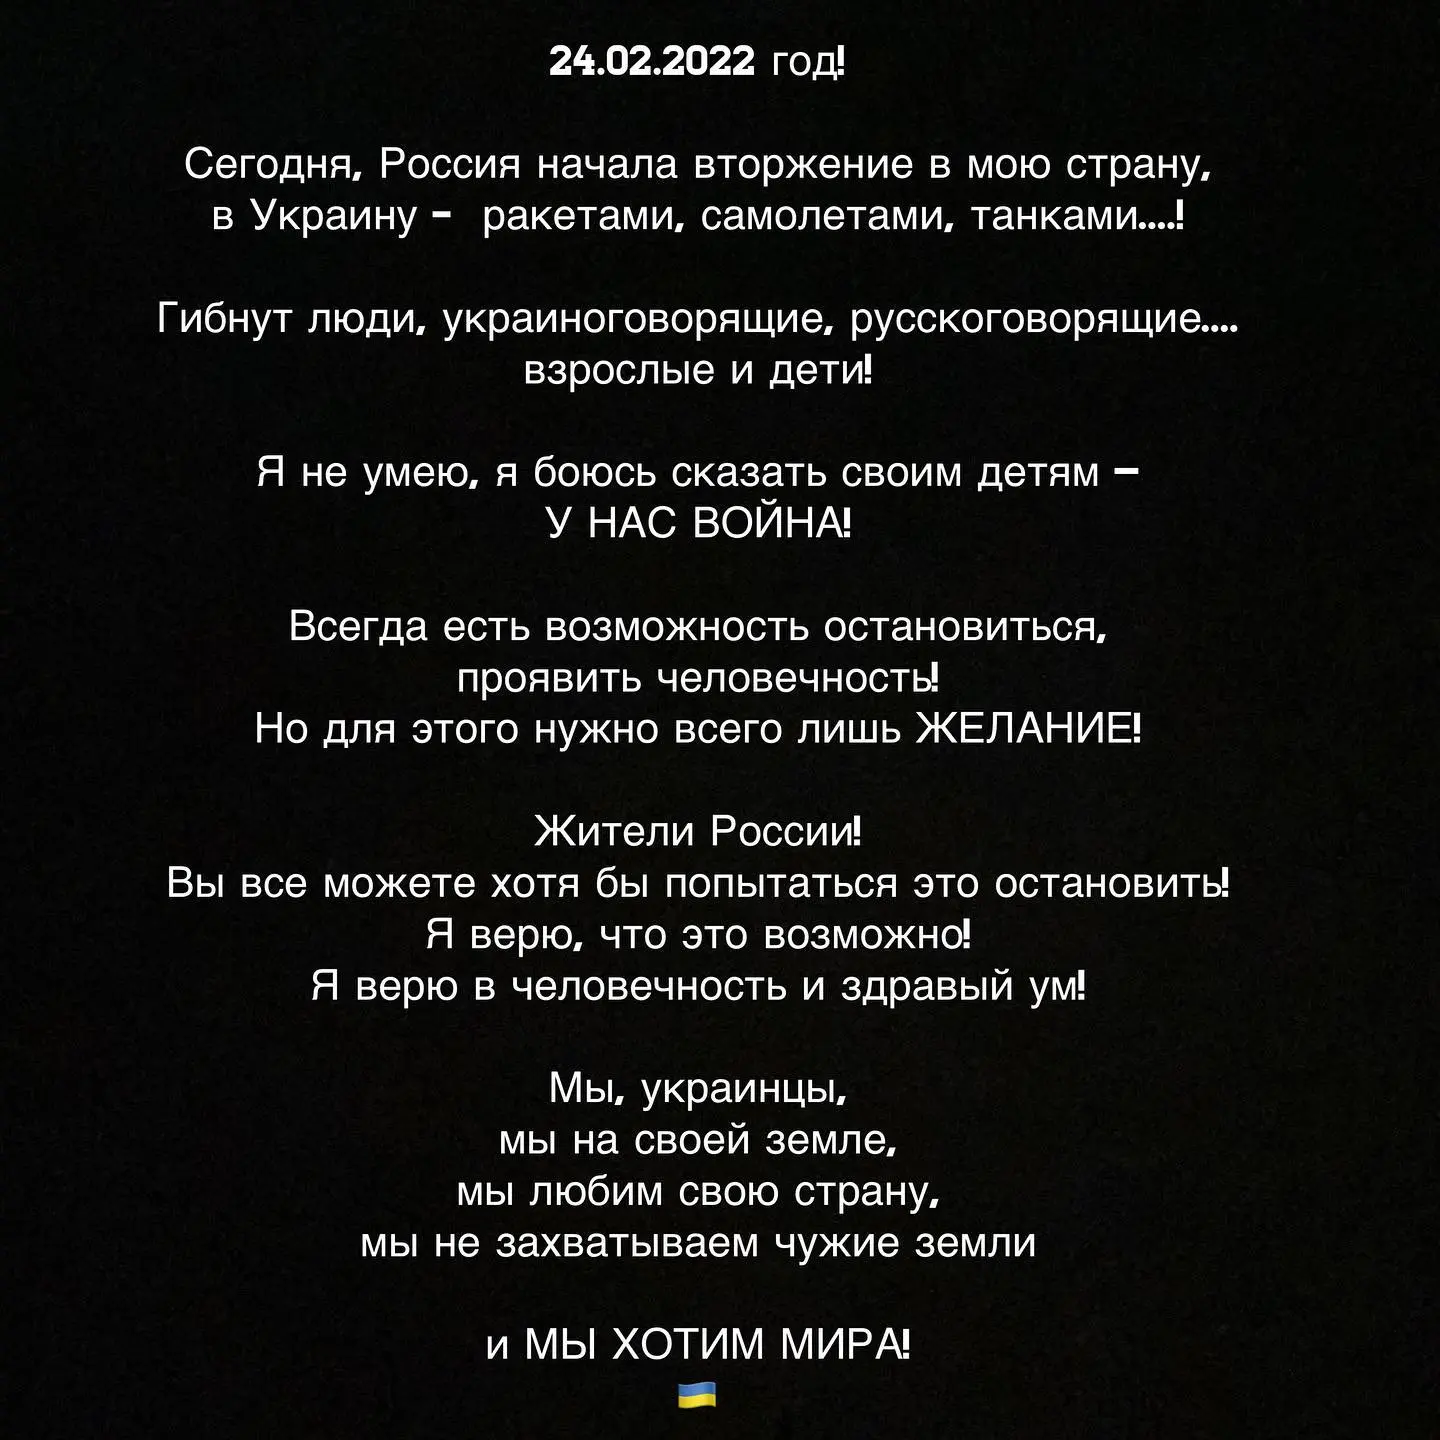 24.02.2022 год!
Сегодня, Россия начала вторжение в мою страну,
в Украину - ракетами, самолетами, танками....!
Гибнут люди, украиноговорящие, русскоговорящие....
взрослые и дети!
Я не умею, я боюсь сказать своим детям –
У НАС ВОЙНА!
Всегда есть возможность остановиться,
проявить человечность!
Но для этого нужно всего лишь ЖЕЛАНИЕ!
Жители России!
Вы все можете хотя бы попытаться это остановить!
Я верю, что это возможно!
Я верю в человечность и здравый ум!
Мы, украинцы,
мы на своей земле,
мы любим свою страну,
мы не захватываем чужие земли
и МЫ ХОТИМ МИРА!
🇺🇦